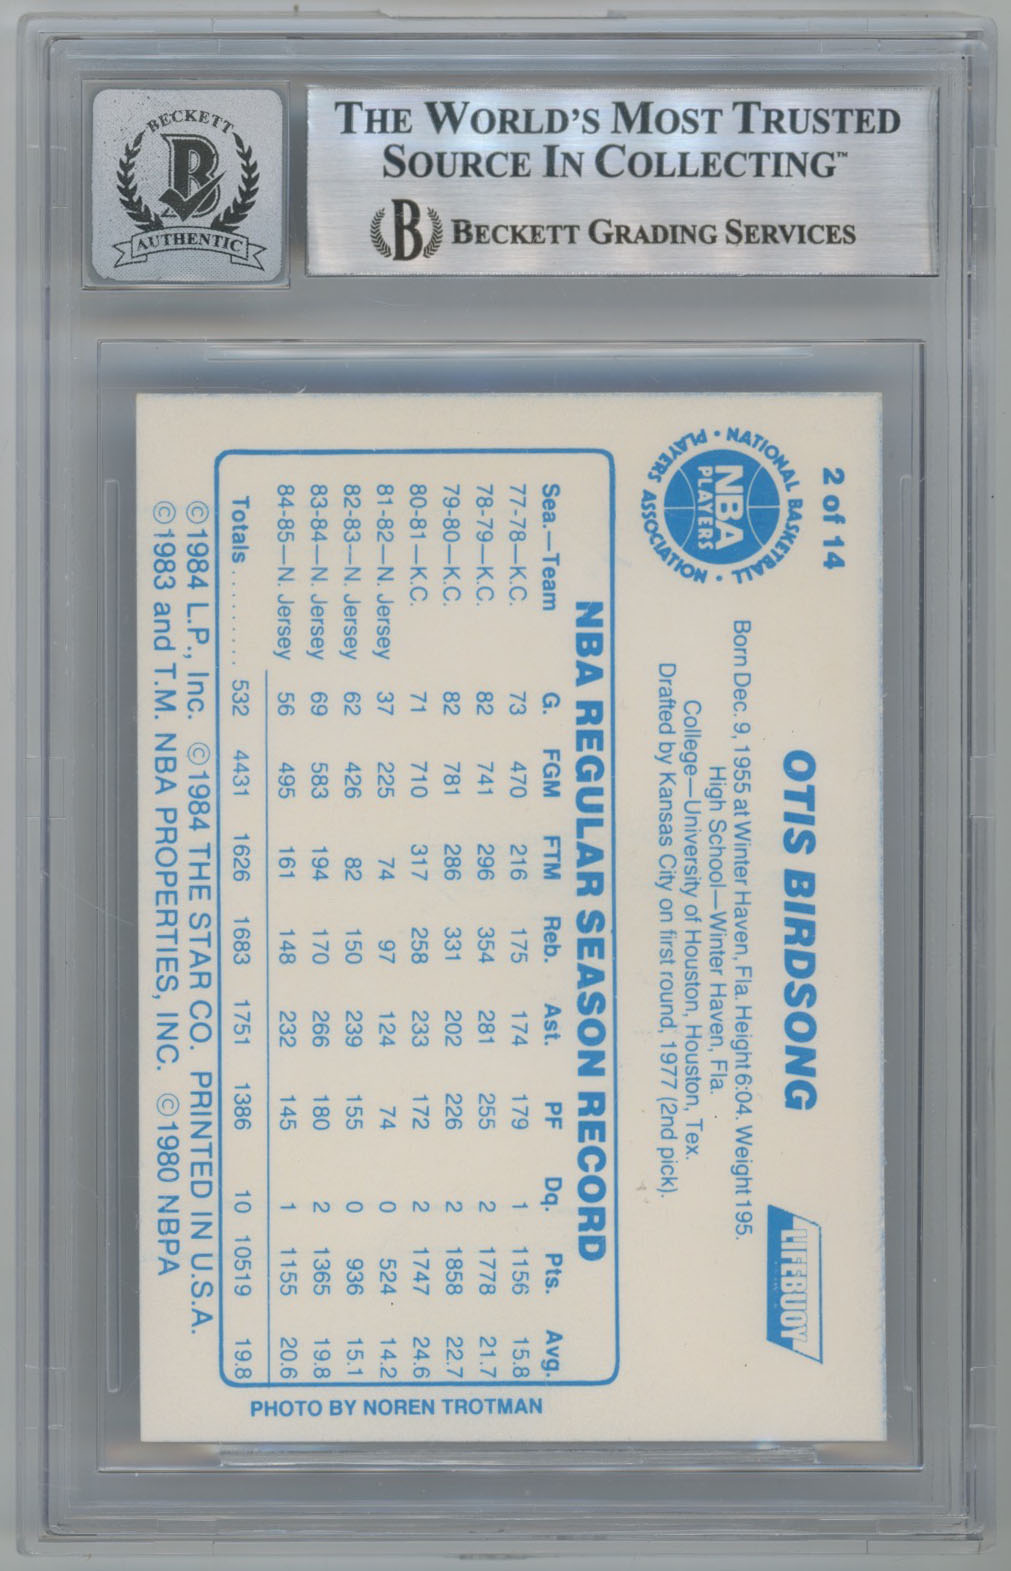 BECKETT
AUTHENTIC
THE WORLD'S MOST TRUSTED
SOURCE IN COLLECTING™
B BECKETT GRADING SERVICES
2 of 14
OTIS BIRDSONG
LIFEBUOY
NATIONAL BASKETBALL
PLAYERS ASSOCIATION
NBA
PLAYERS
Born Dec. 9, 1955 at Winter Haven, Fla. Height 6:04. Weight 195.
High School—Winter Haven, Fla.
College—University of Houston, Houston, Tex.
Drafted by Kansas City on first round, 1977 (2nd pick).
NBA REGULAR SEASON RECORD
Sea.—Team G. FGM FTM Reb. Ast. PF Dq. Pts. Avg.
77-78—K.C. 73 470 216 175 174 179 1 1156 15.8
78-79—K.C. 82 741 296 354 281 255 2 1778 21.7
79-80—K.C. 82 781 286 331 202 226 2 1858 22.7
80-81—K.C. 71 710 317 258 233 172 2 1747 24.6
81-82—N. Jersey 37 225 74 97 124 74 0 524 14.2
82-83—N. Jersey 62 426 82 150 239 155 0 936 15.1
83-84—N. Jersey 69 583 194 170 266 180 2 1365 19.8
84-85—N. Jersey 56 495 161 148 232 145 1 1155 20.6
Totals ......... 532 4431 1626 1683 1751 1386 10 10519 19.8
©1984 L.P., Inc. ©1984 THE STAR CO. PRINTED IN U.S.A.
©1983 and T.M. NBA PROPERTIES, INC. ©1980 NBPA
PHOTO BY NOREN TROTMAN